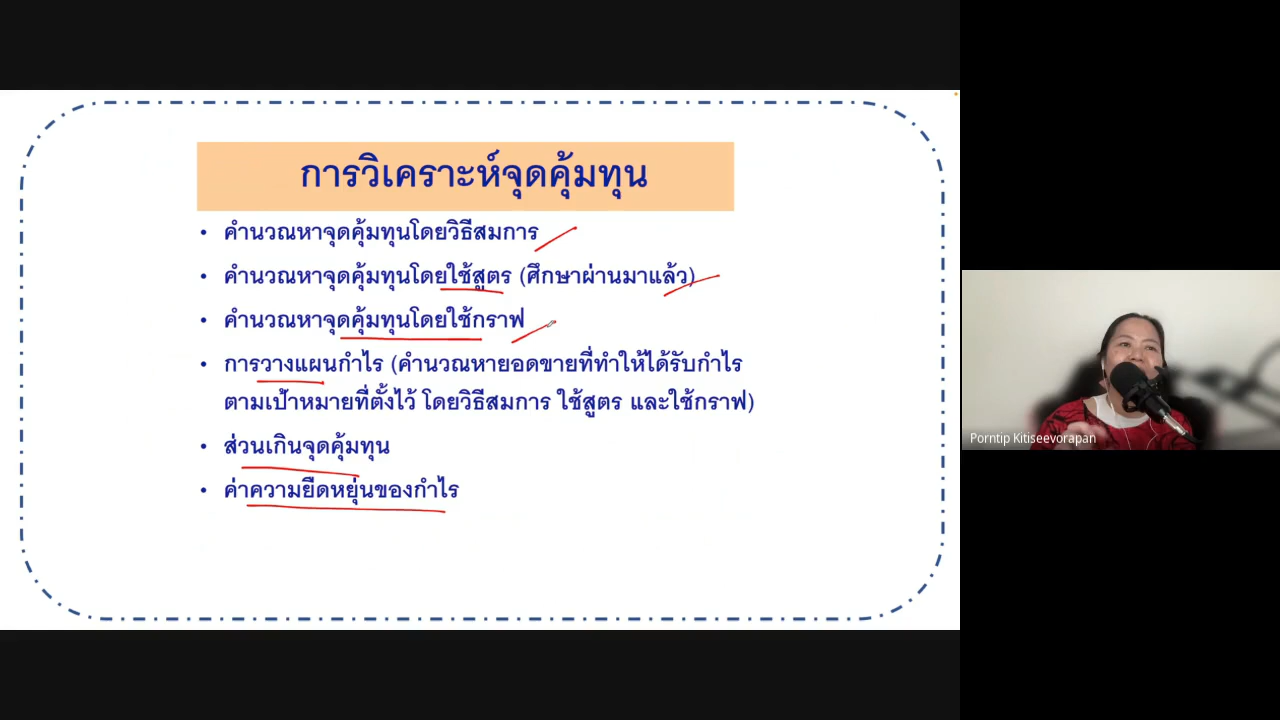 การวิเคราะห์จุดคุ้มทุน
• คำนวณหาจุดคุ้มทุนโดยวิธีสมการ
• คำนวณหาจุดคุ้มทุนโดยใช้สูตร (ศึกษาผ่านมาแล้ว)
• คำนวณหาจุดคุ้มทุนโดยใช้กราฟ
• การวางแผนกำไร (คำนวณหายอดขายที่ทำให้ได้รับกำไร
ตามเป้าหมายที่ตั้งไว้ โดยวิธีสมการ ใช้สูตร และใช้กราฟ)
• ส่วนเกินจุดคุ้มทุน
• ค่าความยืดหยุ่นของกำไร
Porntip Kitiseevorapan